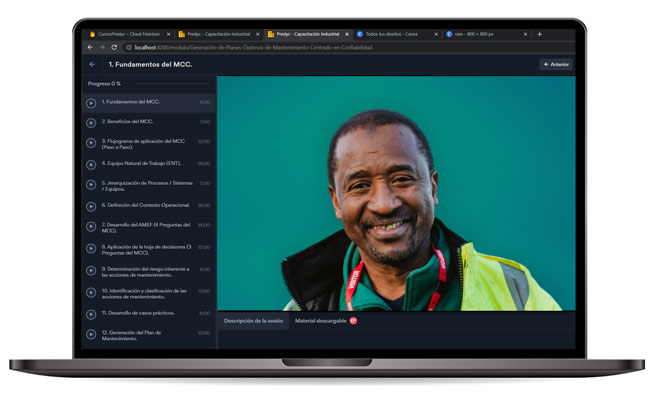 CursosPredyc - Cloud Firestore
Predyc - Capacitación Industrial
Predyc - Capacitación Industrial
Todos tus diseños - Canva
ram - 800 × 800 px
localhost:4200/modulo/Generación-de-Planes-Óptimos-de-Mantenimiento-Centrado-en-Confiabilidad
1. Fundamentos del MCC.
Anterior
Progreso 0 %
1. Fundamentos del MCC.
5:00
2. Beneficios del MCC.
7:00
3. Flujograma de aplicación del MCC
(Paso a Paso).
12:00
4. Equipo Natural de Trabajo (ENT).
14:00
5. Jerarquización de Procesos / Sistemas
/ Equipos.
7:00
6. Definición del Contexto Operacional.
18:00
7. Desarrollo del AMEF (4 Preguntas del
MCC).
14:00
8. Aplicación de la hoja de decisiones (3
Preguntas del MCC).
12:00
9. Determinación del riesgo inherente a
las acciones de mantenimiento.
10. Identificación y clasificación de las
acciones de mantenimiento.
17:00
11. Desarrollo de casos prácticos.
12. Generación del Plan de
Mantenimiento.
12:00
VISITOR
Descripción de la sesión
Material descargable